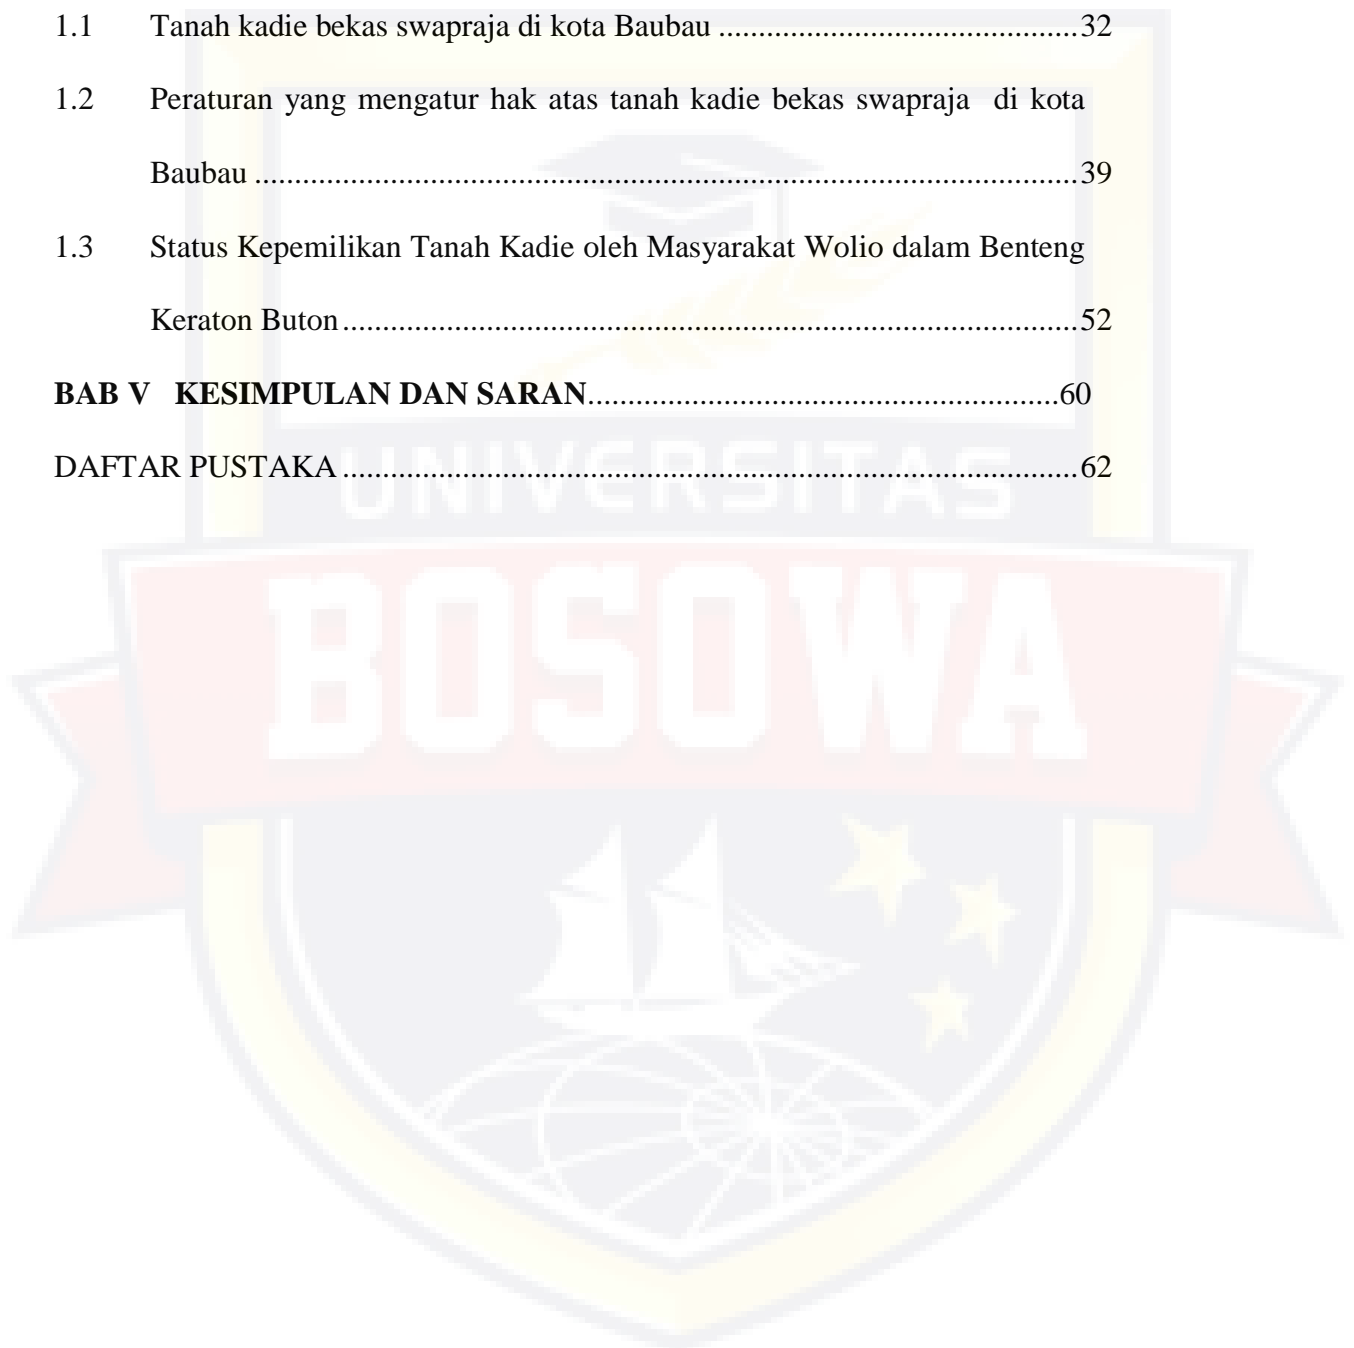 1.1 Tanah kadie bekas swapraja di kota Baubau .............................................32
1.2 Peraturan yang mengatur hak atas tanah kadie bekas swapraja di kota
Baubau .......................................................................................................39
1.3 Status Kepemilikan Tanah Kadie oleh Masyarakat Wolio dalam Benteng
Keraton Buton ............................................................................................52
BAB V KESIMPULAN DAN SARAN...........................................................60
DAFTAR PUSTAKA ............................................................................................62
UNIVERSITAS
BOSOWA